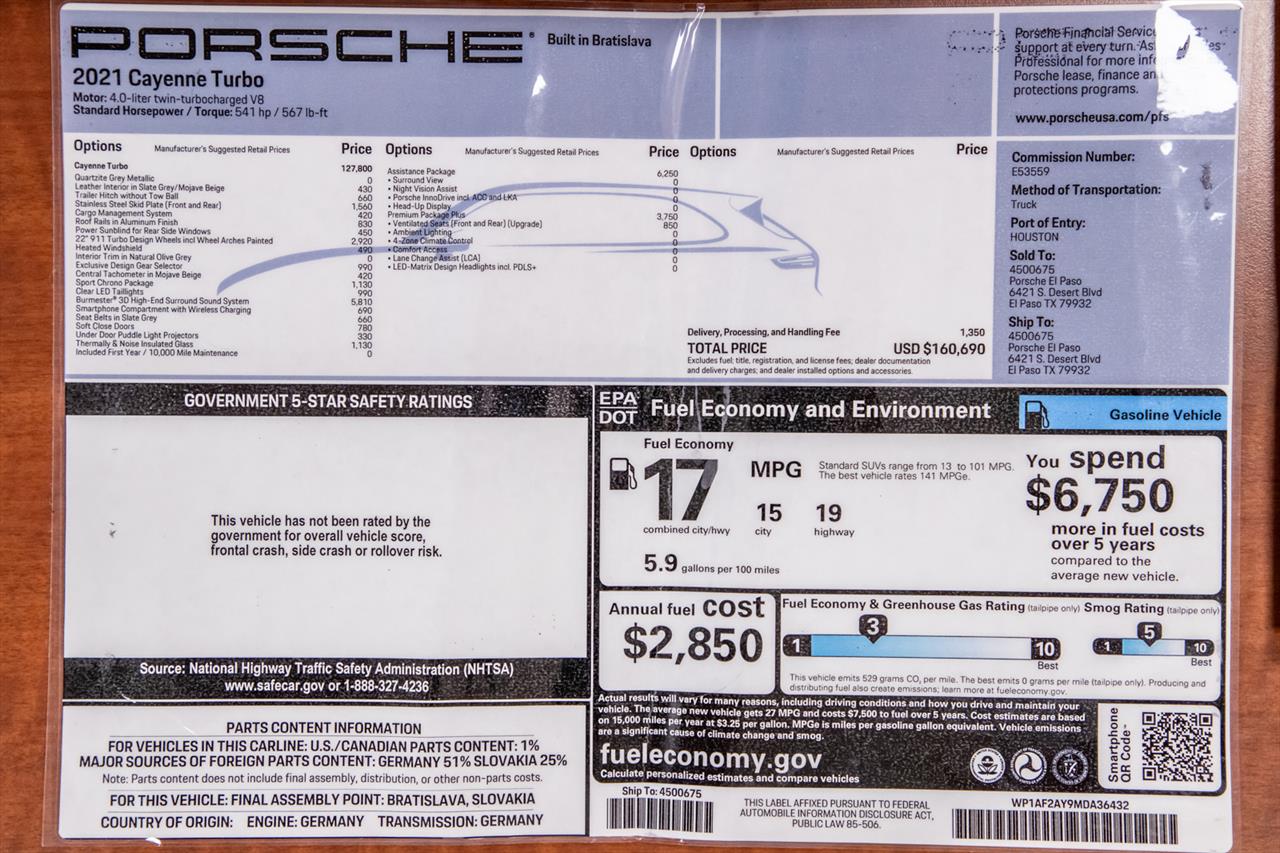 PORSCHE® Built in Bratislava
2021 Cayenne Turbo
Motor: 4.0-liter twin-turbocharged V8
Standard Horsepower / Torque: 541 hp / 567 lb-ft
Porsche Financial Service
support at every turn.
Professional for more
Porsche lease, finance an
protections programs.
www.porscheusa.com/pfs
Options Manufacturer's Suggested Retail Prices Price
Cayenne Turbo 127,800
Quartzite Grey Metallic 0
Leather Interior in Slate Grey/Mojave Beige 430
Trailer Hitch without Tow Ball 660
Stainless Steel Skid Plate (Front and Rear) 1,560
Cargo Management System 420
Roof Rails in Aluminum Finish 830
Power Sunblind for Rear Side Windows 450
22" 911 Turbo Design Wheels incl Wheel Arches Painted 2,920
Heated Windshield 490
Interior Trim in Natural Olive Grey 0
Exclusive Design Gear Selector 990
Central Tachometer in Mojave Beige 420
Sport Chrono Package 1,130
Clear LED Taillights 990
Burmester® 3D High-End Surround Sound System 5,810
Smartphone Compartment with Wireless Charging 690
Seat Belts in Slate Grey 660
Soft Close Doors 780
Under Door Puddle Light Projectors 330
Thermally & Noise Insulated Glass 1,130
Included First Year / 10,000 Mile Maintenance 0
Options Manufacturer's Suggested Retail Prices Price
Assistance Package 6,250
• Surround View 0
• Night Vision Assist 0
• Porsche InnoDrive incl. ACC and LKA 0
• Head-Up Display 0
Premium Package Plus 3,750
• Ventilated Seats (Front and Rear) (Upgrade) 850
• Ambient Lighting 0
• 4-Zone Climate Control 0
• Comfort Access 0
• Lane Change Assist (LCA) 0
• LED-Matrix Design Headlights incl. PDLS+ 0
Options Manufacturer's Suggested Retail Prices Price
Delivery, Processing, and Handling Fee 1,350
TOTAL PRICE USD $160,690
Excludes fuel; title, registration, and license fees; dealer documentation
and delivery charges; and dealer installed options and accessories.
Commission Number:
E53559
Method of Transportation:
Truck
Port of Entry:
HOUSTON
Sold To:
4500675
Porsche El Paso
6421 S. Desert Blvd
El Paso TX 79932
Ship To:
4500675
Porsche El Paso
6421 S. Desert Blvd
El Paso TX 79932
GOVERNMENT 5-STAR SAFETY RATINGS
This vehicle has not been rated by the
government for overall vehicle score,
frontal crash, side crash or rollover risk.
Source: National Highway Traffic Safety Administration (NHTSA)
www.safecar.gov or 1-888-327-4236
PARTS CONTENT INFORMATION
FOR VEHICLES IN THIS CARLINE: U.S./CANADIAN PARTS CONTENT: 1%
MAJOR SOURCES OF FOREIGN PARTS CONTENT: GERMANY 51% SLOVAKIA 25%
Note: Parts content does not include final assembly, distribution, or other non-parts costs.
FOR THIS VEHICLE: FINAL ASSEMBLY POINT: BRATISLAVA, SLOVAKIA
COUNTRY OF ORIGIN: ENGINE: GERMANY TRANSMISSION: GERMANY
EPA
DOT
Fuel Economy and Environment
Gasoline Vehicle
Fuel Economy
17 MPG
combined city/hwy
15
city
19
highway
Standard SUVs range from 13 to 101 MPG.
The best vehicle rates 141 MPGe.
5.9 gallons per 100 miles
You spend
$6,750
more in fuel costs
over 5 years
compared to the
average new vehicle.
Annual fuel cost
$2,850
Fuel Economy & Greenhouse Gas Rating (tailpipe only)
1 3 10
Best
Smog Rating (tailpipe only)
1 5 10
Best
This vehicle emits 529 grams CO₂ per mile. The best emits 0 grams per mile (tailpipe only). Producing and
distributing fuel also create emissions; learn more at fueleconomy.gov.
Actual results will vary for many reasons, including driving conditions and how you drive and maintain your
vehicle. The average new vehicle gets 27 MPG and costs $7,500 to fuel over 5 years. Cost estimates are based
on 15,000 miles per year at $3.25 per gallon. MPGe is miles per gasoline gallon equivalent. Vehicle emissions
are a significant cause of climate change and smog.
fueleconomy.gov
Calculate personalized estimates and compare vehicles
Smartphone
QR Code™
Ship To: 4500675
THIS LABEL AFFIXED PURSUANT TO FEDERAL
AUTOMOBILE INFORMATION DISCLOSURE ACT,
PUBLIC LAW 85-506.
WP1AF2AY9MDA36432